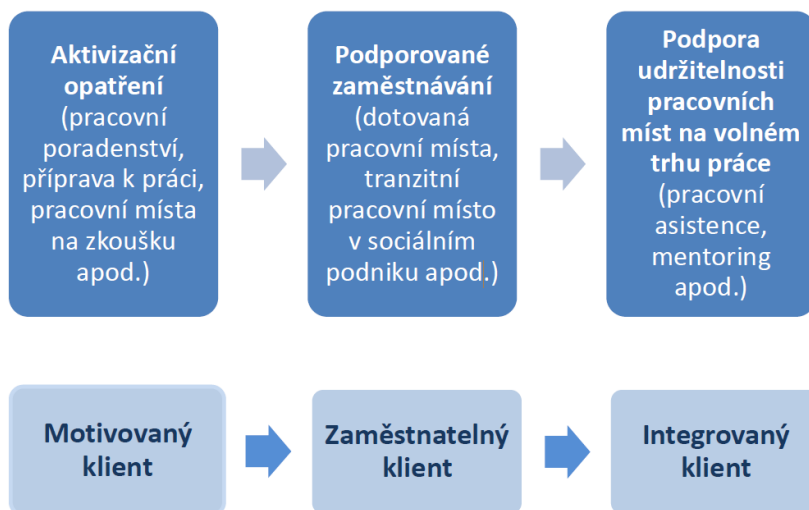 Aktivizační
opatření
(pracovní
poradenství,
příprava k práci,
pracovní místa
na zkoušku
apod.)
Podporované
zaměstnávání
(dotovaná
pracovní místa,
tranzitní
pracovní místo
v sociálním
podniku apod.)
Podpora
udržitelnosti
pracovních
míst na volném
trhu práce
(pracovní
asistence,
mentoring
apod.)
Motivovaný
klient
Zaměstnatelný
klient
Integrovaný
klient